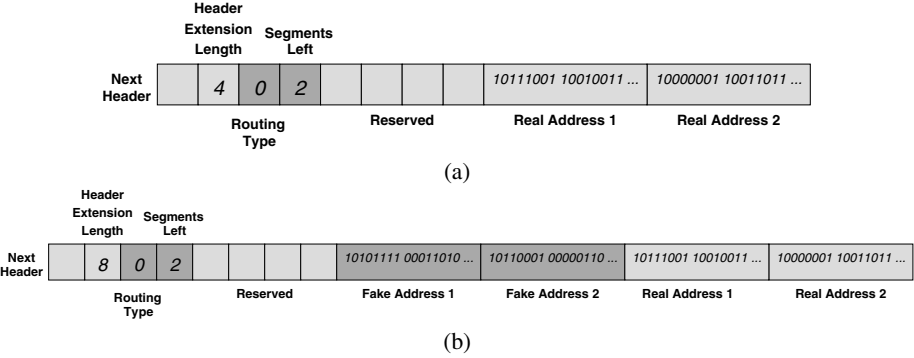 Header
Extension Segments
Length Left
Next
Header
4 0 2 10111001 10010011 ... 10000001 10011011 ...
Routing
Type
Reserved Real Address 1 Real Address 2
(a)
Header
Extension Segments
Length Left
Next
Header
8 0 2 10101111 00011010 ... 10110001 00000110 ... 10111001 10010011 ... 10000001 10011011 ...
Routing
Type
Reserved Fake Address 1 Fake Address 2 Real Address 1 Real Address 2
(b)